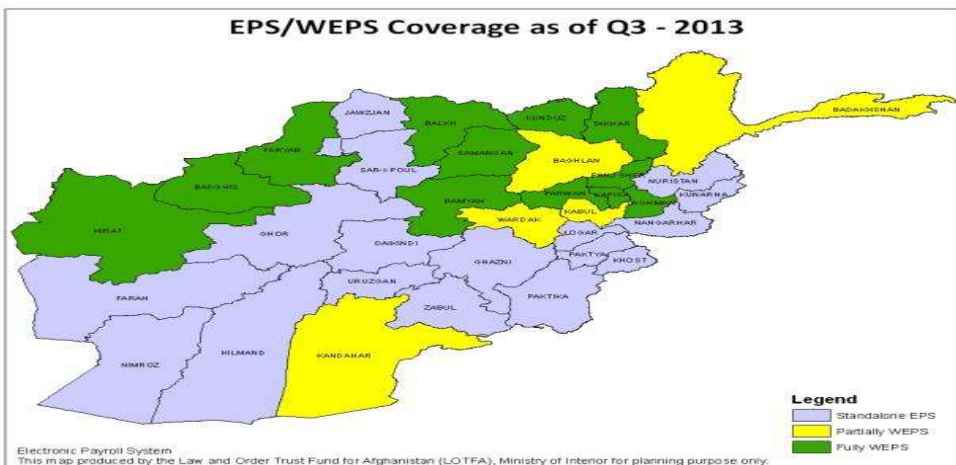 EPS/WEPS Coverage as of Q3 - 2013
JAWZJAN
BALKH
KUNDUZ
TAKHAR
BADAKHSHAN
FARYAB
SAMANGAN
BAGHLAN
SAR-I-POUL
NURISTAN
BADGHIS
BAMYAN
PARWAN
KAPISA
KUNARHA
HIRAT
WARDAK
KABUL
NANGARHAR
GHOR
LOGAR
DAIKINDI
PAKTYA
KHOST
GHAZNI
URUZGAN
FARAH
ZABUL
PAKTIKA
HILMAND
KANDAHAR
NIMROZ
Legend
Standalone EPS
Partially WEPS
Fully WEPS
Electronic Payroll System
This map produced by the Law and Order Trust Fund for Afghanistan (LOTFA), Ministry of Interior for planning purpose only.